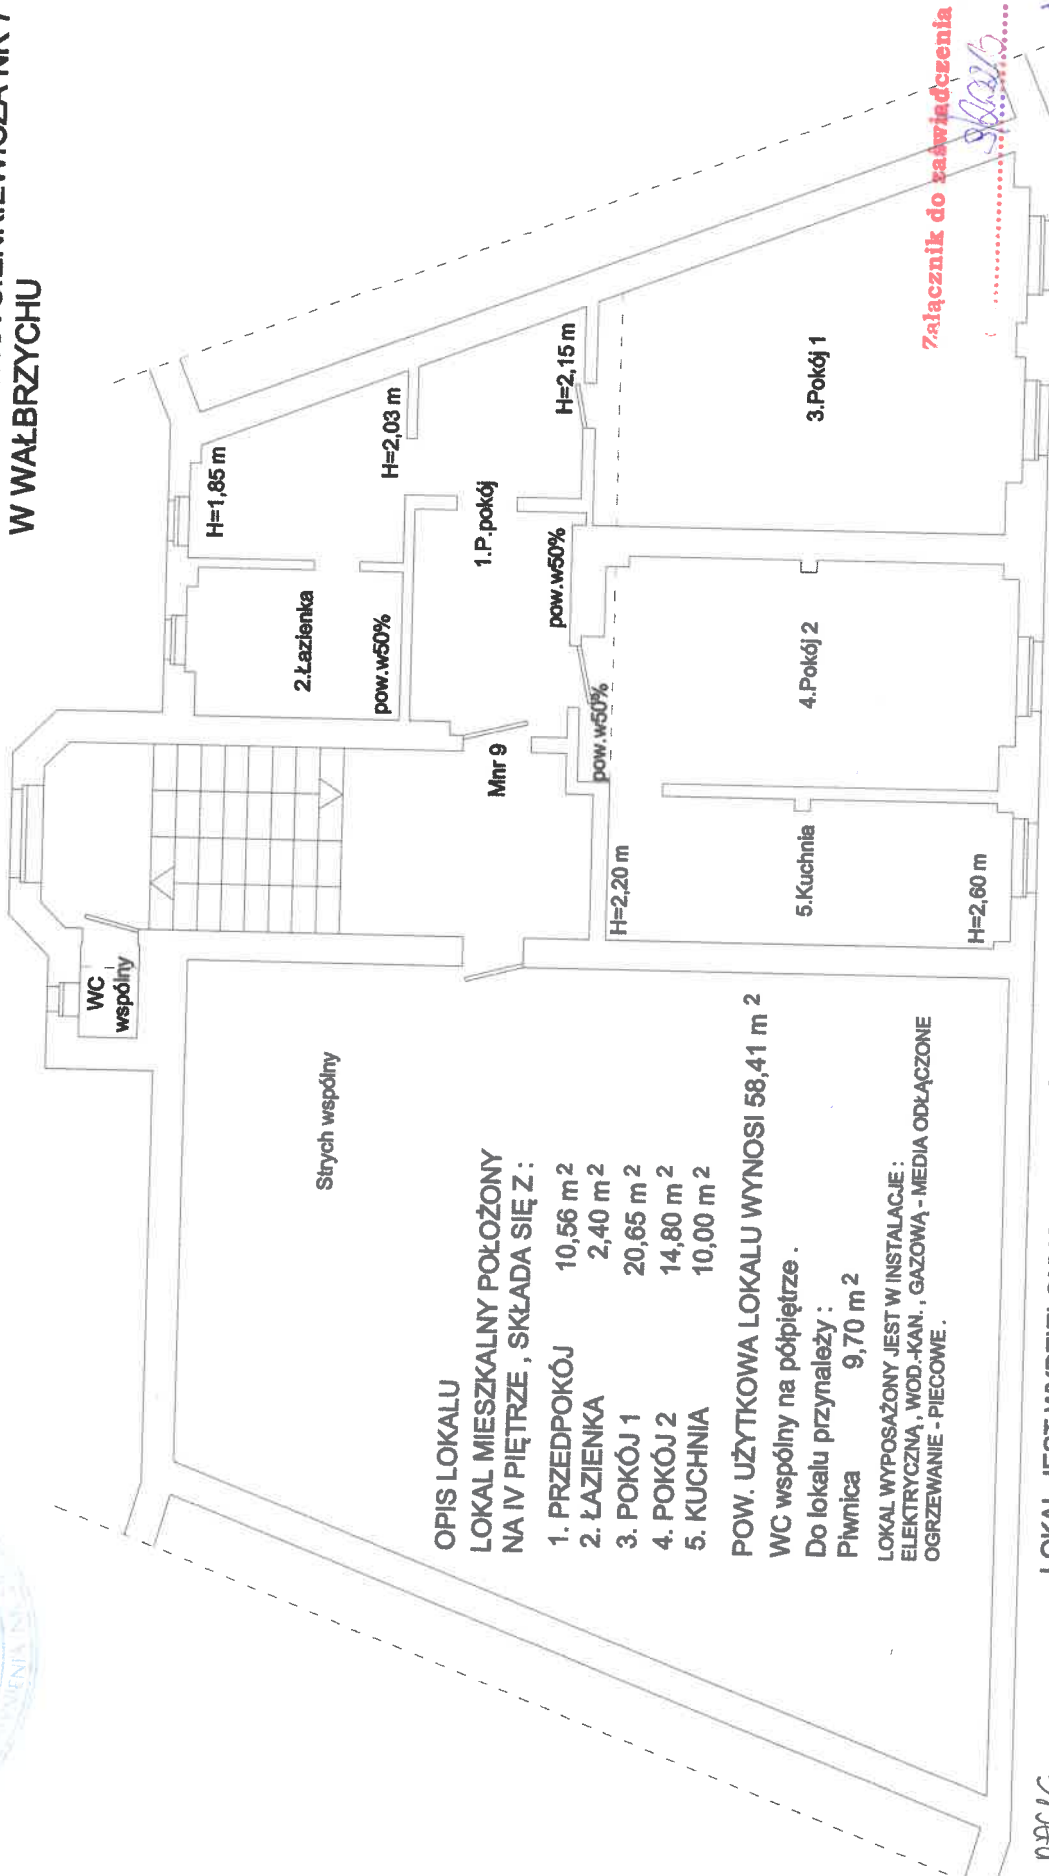 W WAŁBRZYCHU
WC
wspólny
Strych wspólny
2.Łazienka
pow.w50%
H=1,85 m
H=2,03 m
1.P.pokój
Mnr 9
pow.w50%
H=2,15 m
pow.w50%
H=2,20 m
5.Kuchnia
H=2,60 m
4.Pokój 2
3.Pokój 1
Załącznik do zaświadczenia
OPIS LOKALU
LOKAL MIESZKALNY POŁOŻONY
NA IV PIĘTRZE , SKŁADA SIĘ Z :
1. PRZEDPOKÓJ 10,56 m 2
2. ŁAZIENKA 2,40 m 2
3. POKÓJ 1 20,65 m 2
4. POKÓJ 2 14,80 m 2
5. KUCHNIA 10,00 m 2
POW. UŻYTKOWA LOKALU WYNOSI 58,41 m 2
WC wspólny na półpiętrze .
Do lokalu przynależy :
Piwnica 9,70 m 2
LOKAL WYPOSAŻONY JEST W INSTALACJE :
ELEKTRYCZNĄ , WOD.-KAN. , GAZOWĄ - MEDIA ODŁĄCZONE
OGRZEWANIE - PIECOWE .